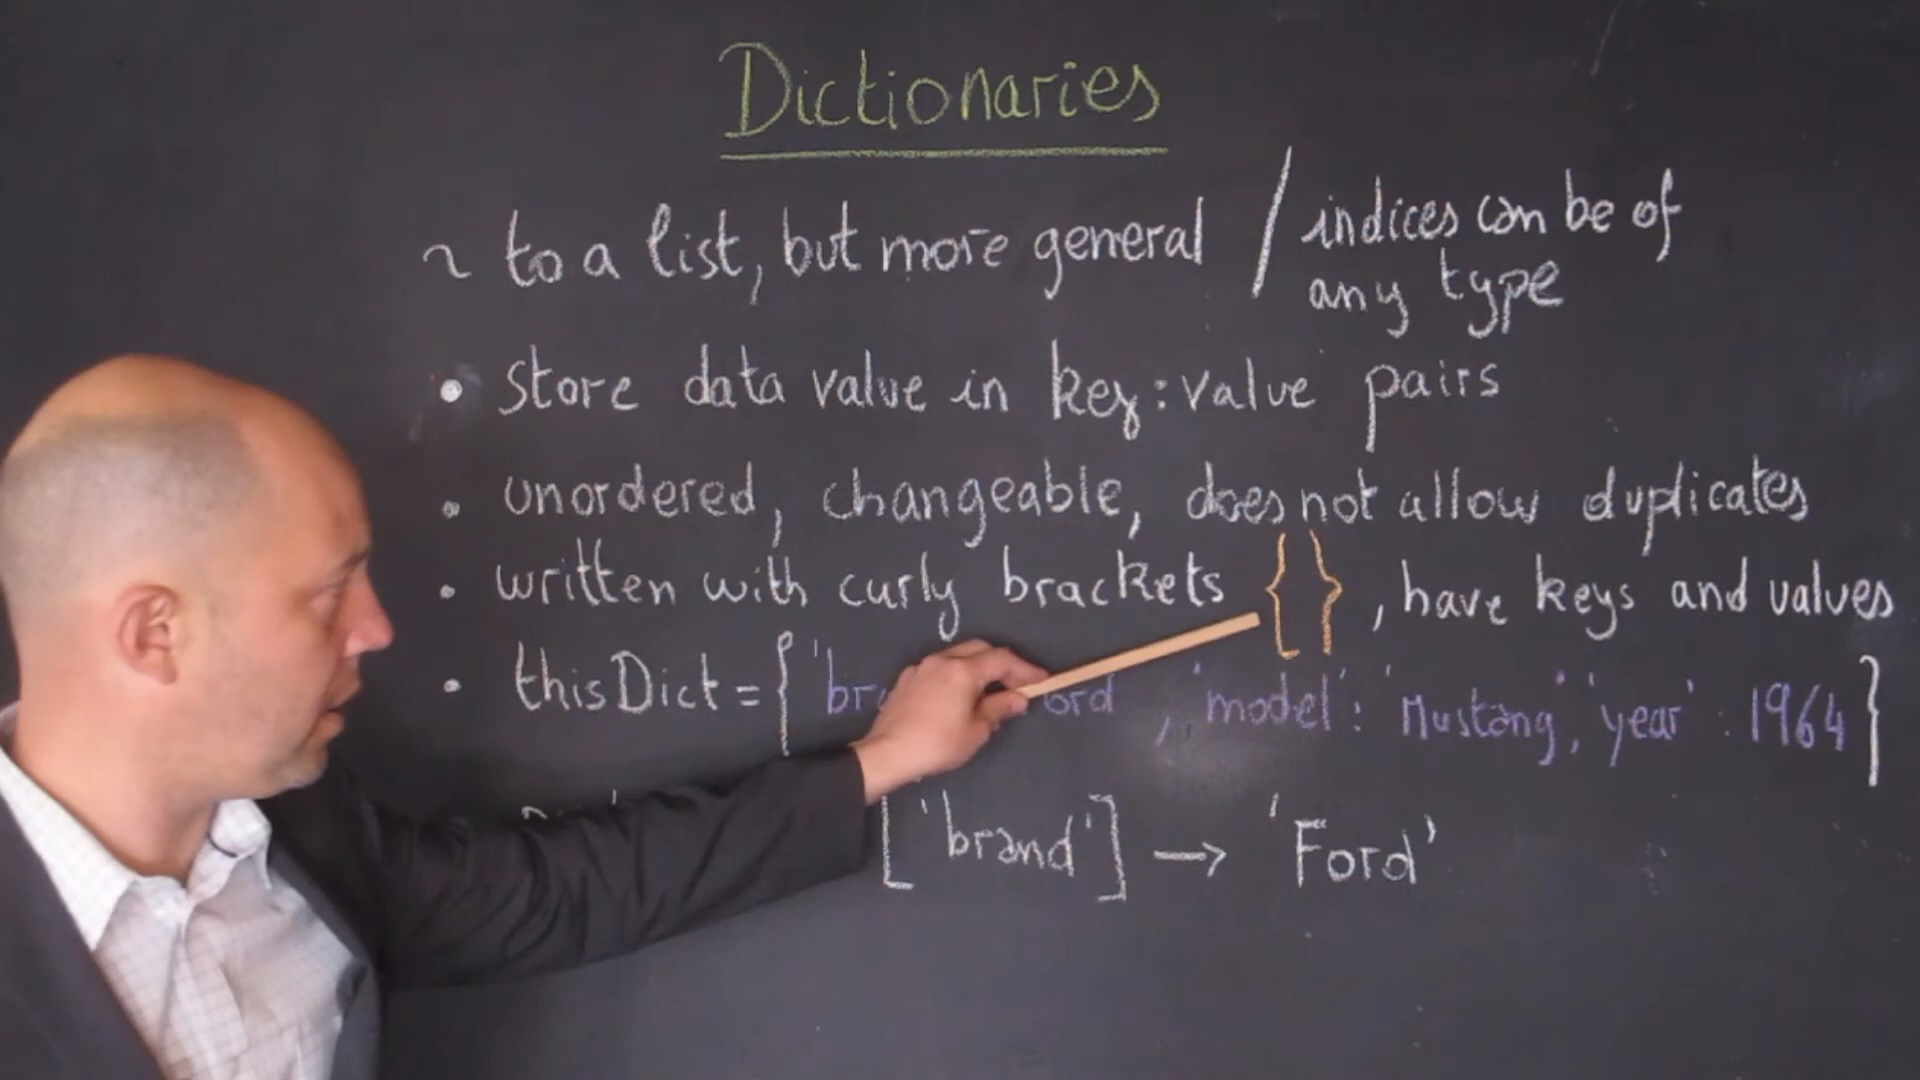 Dictionaries
~ to a list, but more general / indices can be of
any type
• store data value in key:value pairs
• unordered, changeable, does not allow duplicates
• written with curly brackets { } , have keys and values
• thisDict = { 'br ord , 'model' : 'Mustang', 'year' : 1964 }
['brand'] → 'Ford'